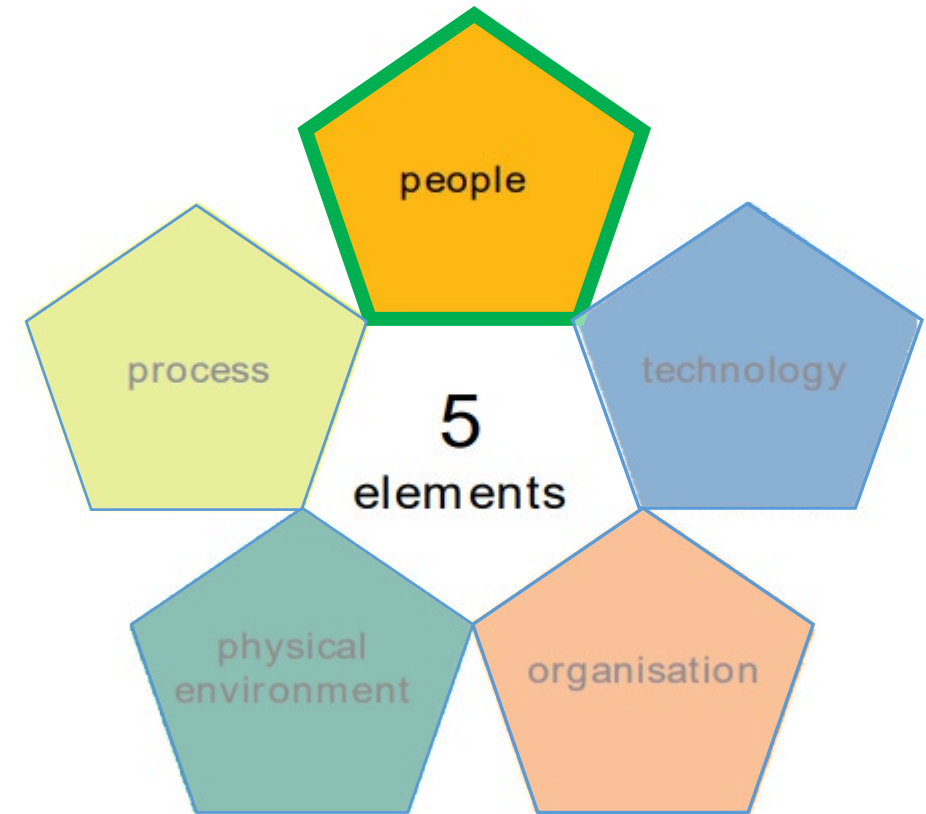 people
process
technology
5
elements
physical
environment
organisation